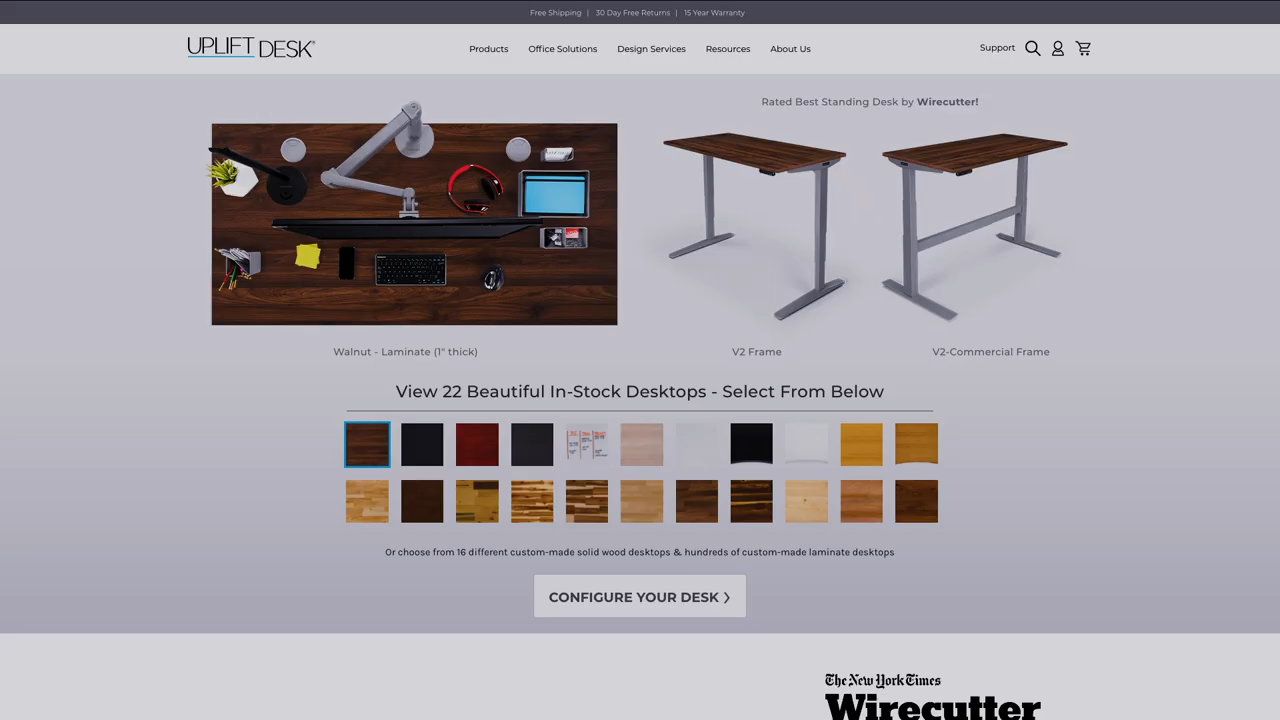 Free Shipping | 30 Day Free Returns | 15 Year Warranty
UPLIFT DESK®
Products Office Solutions Design Services Resources About Us
Support
Rated Best Standing Desk by Wirecutter!
Walnut - Laminate (1" thick)
V2 Frame
V2-Commercial Frame
View 22 Beautiful In-Stock Desktops - Select From Below
Or choose from 16 different custom-made solid wood desktops & hundreds of custom-made laminate desktops
CONFIGURE YOUR DESK ›
The New York Times
Wirecutter